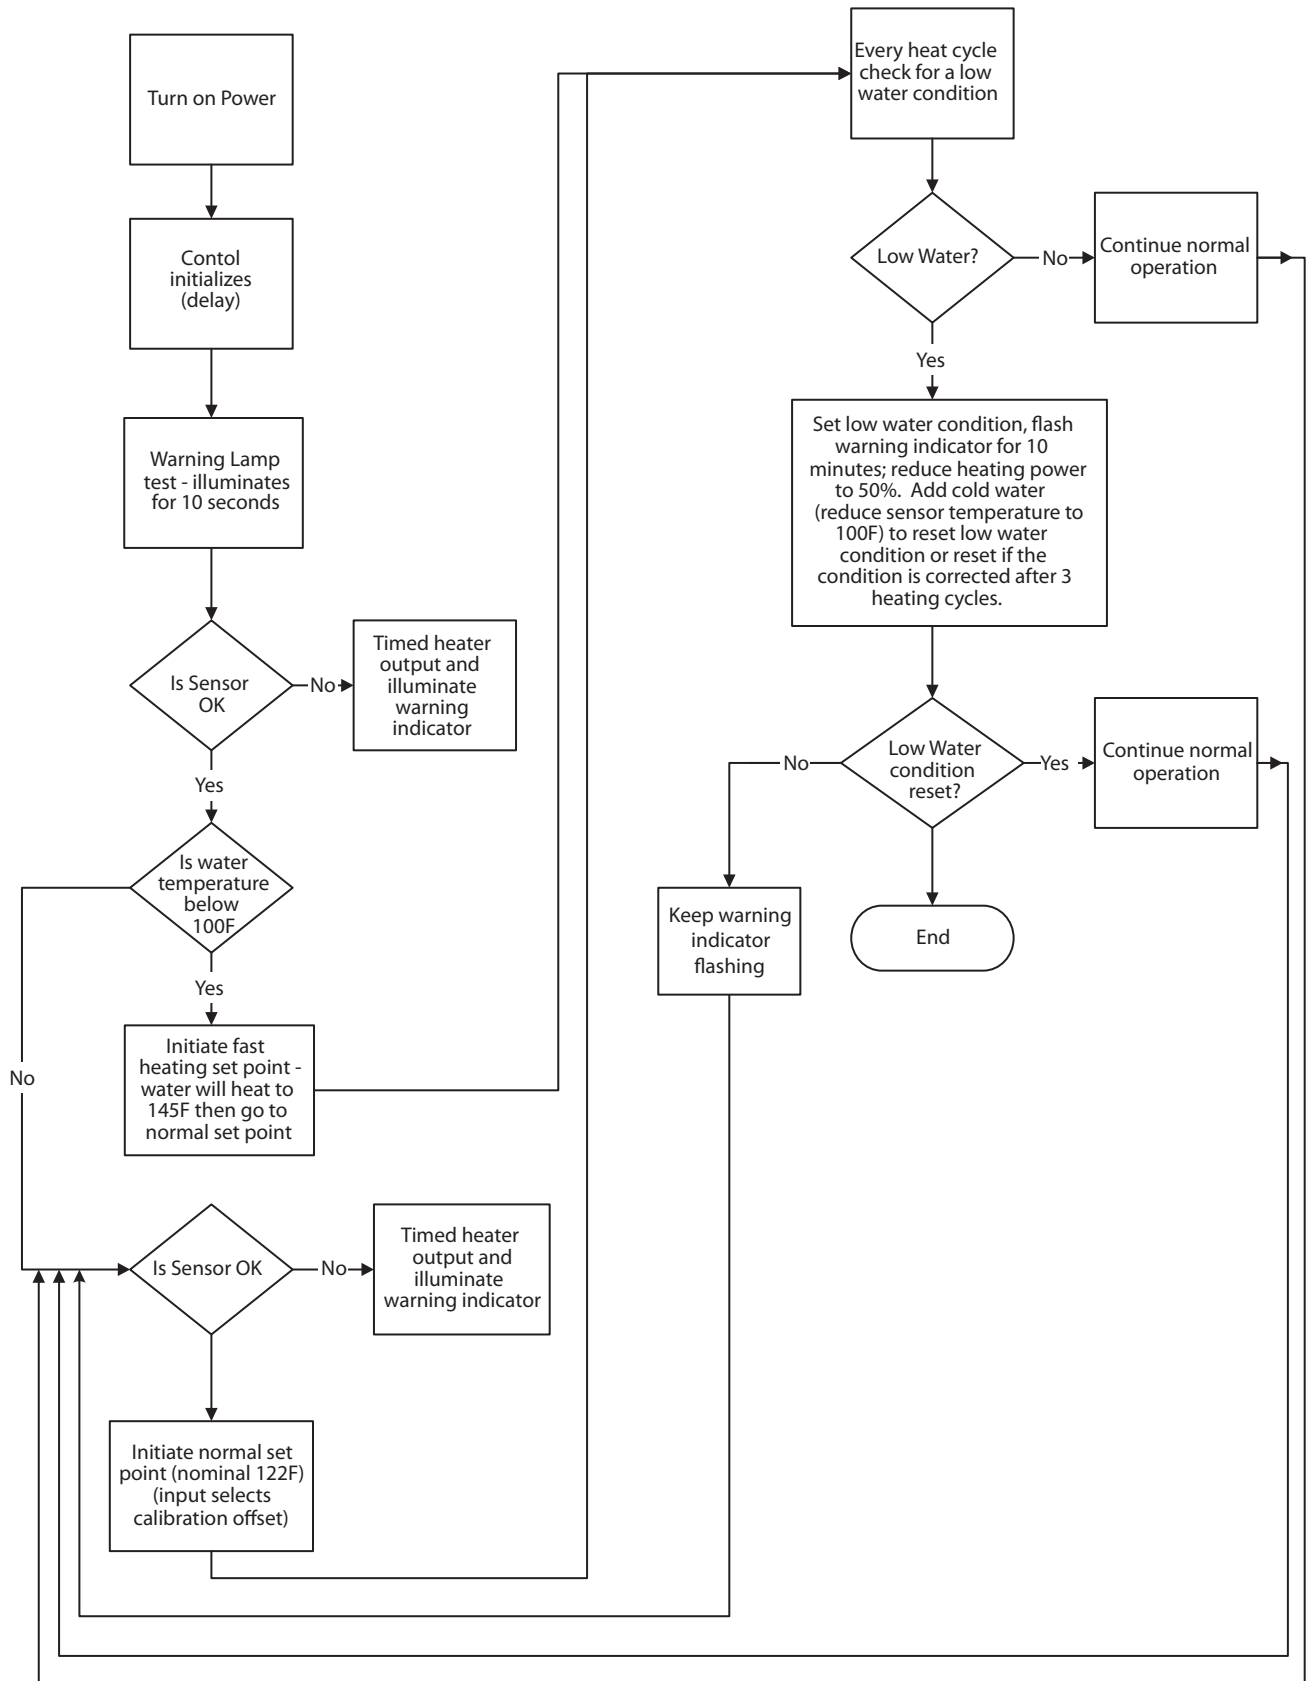 Turn on Power
Contol
initializes
(delay)
Warning Lamp
test - illuminates
for 10 seconds
Is Sensor
OK
No
Timed heater
output and
illuminate
warning
indicator
Yes
Is water
temperature
below
100F
No
Yes
Initiate fast
heating set point -
water will heat to
145F then go to
normal set point
Is Sensor OK
No
Timed heater
output and
illuminate
warning indicator
Initiate normal set
point (nominal 122F)
(input selects
calibration offset)
Every heat cycle
check for a low
water condition
Low Water?
No
Continue normal
operation
Yes
Set low water condition, flash
warning indicator for 10
minutes; reduce heating power
to 50%.  Add cold water
(reduce sensor temperature to
100F) to reset low water
condition or reset if the
condition is corrected after 3
heating cycles.
Low Water
condition
reset?
No
Yes
Continue normal
operation
Keep warning
indicator
flashing
End